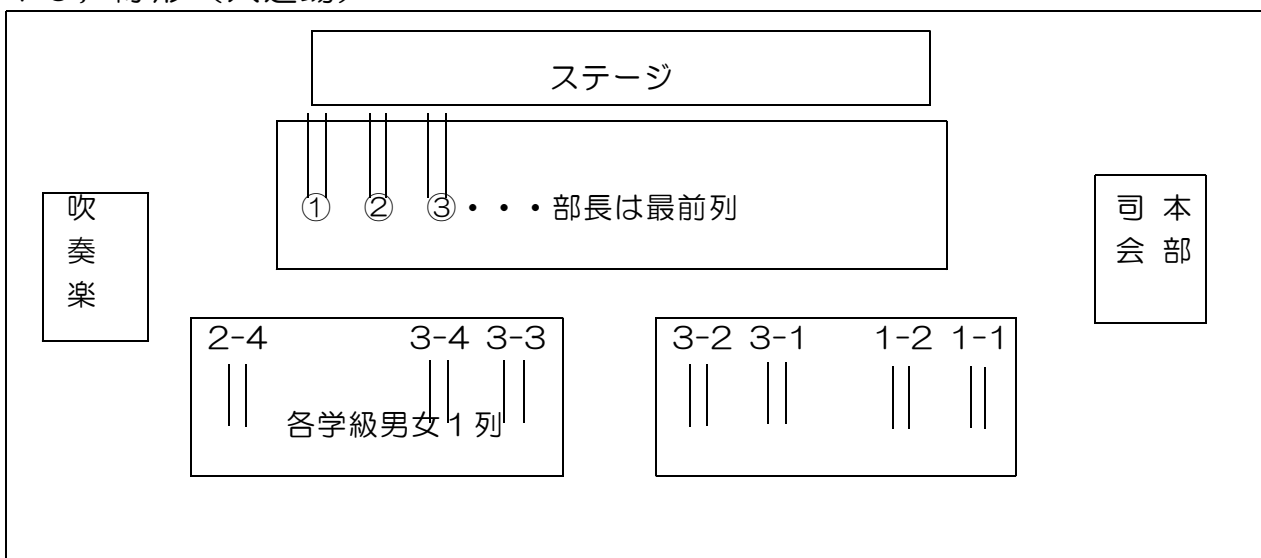 ステージ
①　②　③・・・部長は最前列
吹奏楽
司会
本部
2-4　3-4　3-3
各学級男女１列
3-2　3-1　1-2　1-1